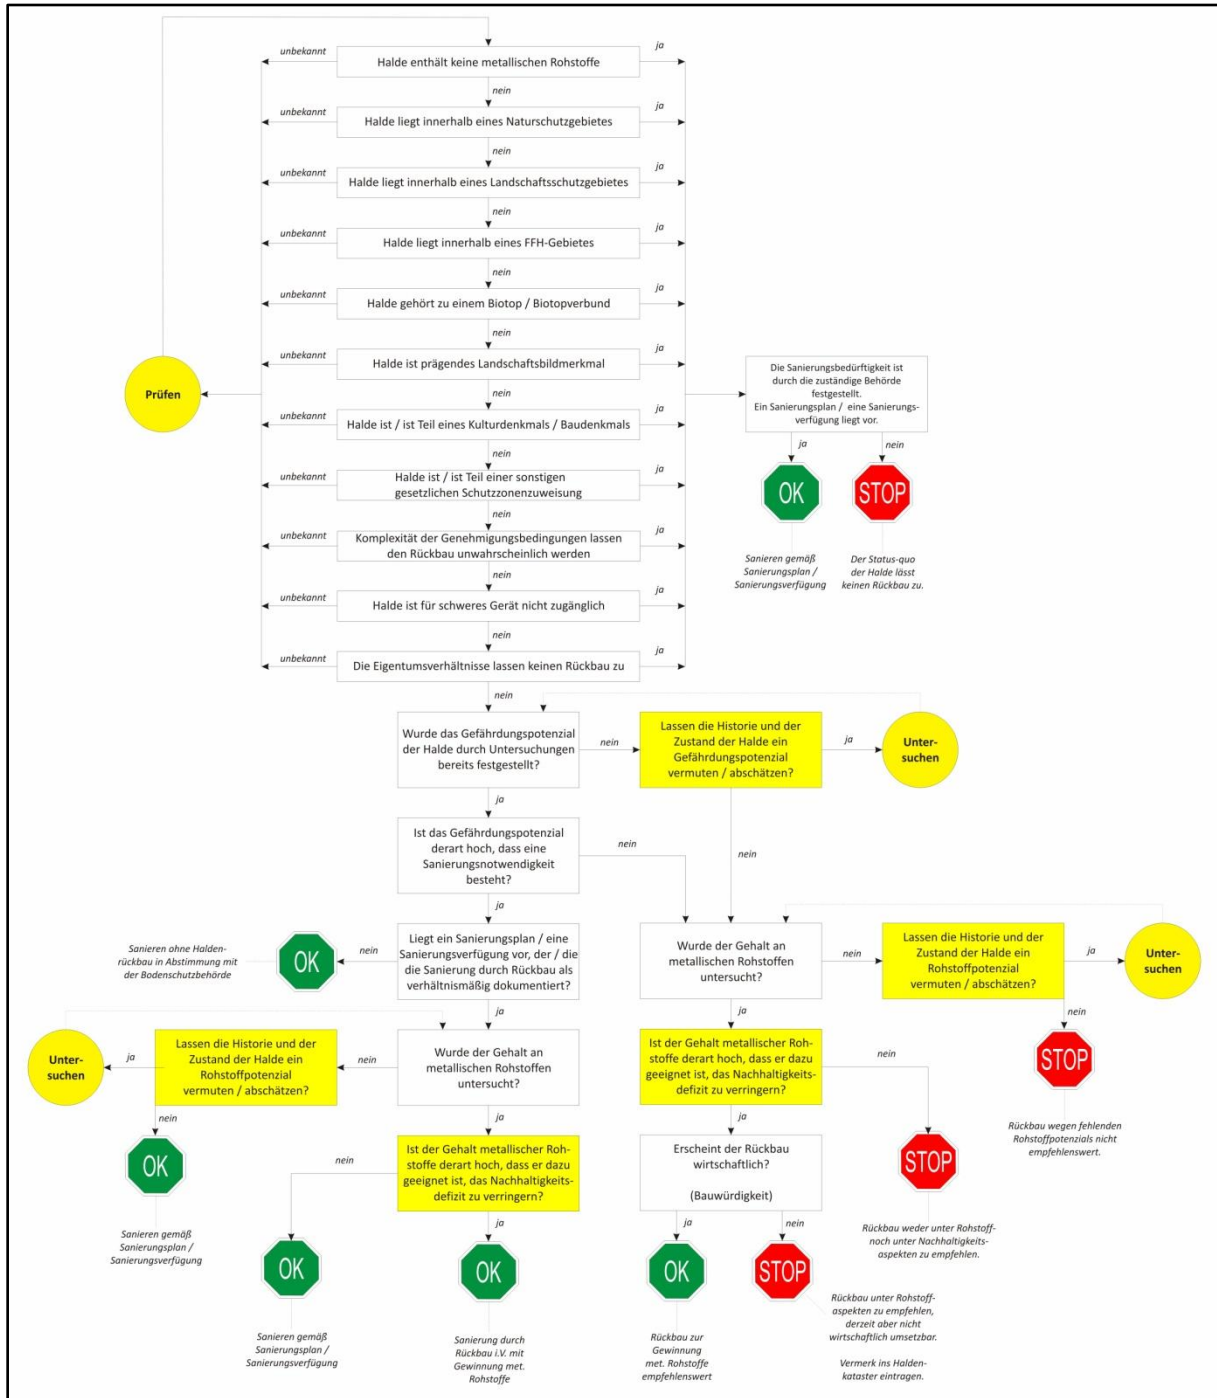 unbekannt
ja
Halde enthält keine metallischen Rohstoffe
nein
unbekannt
ja
Halde liegt innerhalb eines Naturschutzgebietes
nein
unbekannt
ja
Halde liegt innerhalb eines Landschaftsschutzgebietes
nein
unbekannt
ja
Halde liegt innerhalb eines FFH-Gebietes
nein
unbekannt
ja
Halde gehört zu einem Biotop / Biotopverbund
nein
unbekannt
ja
Halde ist prägendes Landschaftsbildmerkmal
nein
Prüfen
unbekannt
ja
Halde ist / ist Teil eines Kulturdenkmals / Baudenkmals
nein
unbekannt
ja
Halde ist / ist Teil einer sonstigen
gesetzlichen Schutzzonenzuweisung
nein
unbekannt
ja
Komplexität der Genehmigungsbedingungen lassen
den Rückbau unwahrscheinlich werden
nein
unbekannt
ja
Halde ist für schweres Gerät nicht zugänglich
nein
unbekannt
ja
Die Eigentumsverhältnisse lassen keinen Rückbau zu
nein
Die Sanierungsbedürftigkeit ist
durch die zuständige Behörde
festgestellt.
Ein Sanierungsplan / eine Sanierungs-
verfügung liegt vor.
ja
nein
OK
STOP
Sanieren gemäß
Sanierungsplan /
Sanierungsverfügung
Der Status-quo
der Halde lässt
keinen Rückbau zu.
Wurde das Gefährdungspotenzial
der Halde durch Untersuchungen
bereits festgestellt?
nein
Lassen die Historie und der
Zustand der Halde ein
Gefährdungspotenzial
vermuten / abschätzen?
ja
Unter-
suchen
ja
nein
Ist das Gefährdungspotenzial
derart hoch, dass eine
Sanierungsnotwendigkeit
besteht?
nein
ja
Sanieren ohne Halden-
rückbau in Abstimmung mit
der Bodenschutzbehörde
OK
nein
Liegt ein Sanierungsplan / eine
Sanierungsverfügung vor, der / die
die Sanierung durch Rückbau als
verhältnismäßig dokumentiert?
ja
Wurde der Gehalt an
metallischen Rohstoffen
untersucht?
nein
Lassen die Historie und der
Zustand der Halde ein
Rohstoffpotenzial
vermuten / abschätzen?
ja
Unter-
suchen
ja
nein
STOP
Rückbau wegen fehlenden
Rohstoffpotenzials nicht
empfehlenswert.
Unter-
suchen
ja
Lassen die Historie und der
Zustand der Halde ein
Rohstoffpotenzial
vermuten / abschätzen?
nein
Wurde der Gehalt an
metallischen Rohstoffen
untersucht?
nein
OK
Sanieren gemäß
Sanierungsplan /
Sanierungsverfügung
ja
Ist der Gehalt metallischer Roh-
stoffe derart hoch, dass er dazu
geeignet ist, das Nachhaltigkeits-
defizit zu verringern?
nein
OK
Sanieren gemäß
Sanierungsplan /
Sanierungsverfügung
ja
OK
Sanierung durch
Rückbau i.V. mit
Gewinnung met.
Rohstoffe
Ist der Gehalt metallischer Roh-
stoffe derart hoch, dass er dazu
geeignet ist, das Nachhaltigkeits-
defizit zu verringern?
nein
STOP
Rückbau weder unter Rohstoff-
noch unter Nachhaltigkeits-
aspekten zu empfehlen.
ja
Erscheint der Rückbau
wirtschaftlich?
(Bauwürdigkeit)
ja
nein
OK
STOP
Rückbau zur
Gewinnung
met. Rohstoffe
empfehlenswert
Rückbau unter Rohstoff-
aspekten zu empfehlen,
derzeit aber nicht
wirtschaftlich umsetzbar.
Vermerk ins Halden-
kataster eintragen.